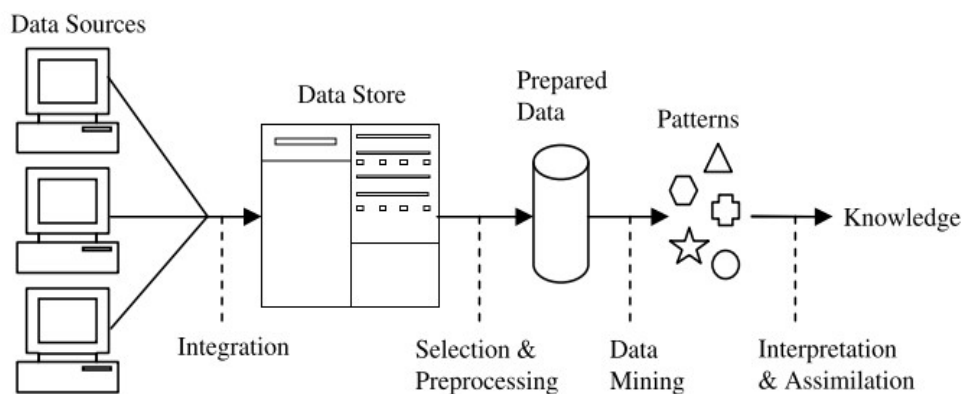 Data Sources
Data Store
Prepared
Data
Patterns
Knowledge
Integration
Selection &
Preprocessing
Data
Mining
Interpretation
& Assimilation